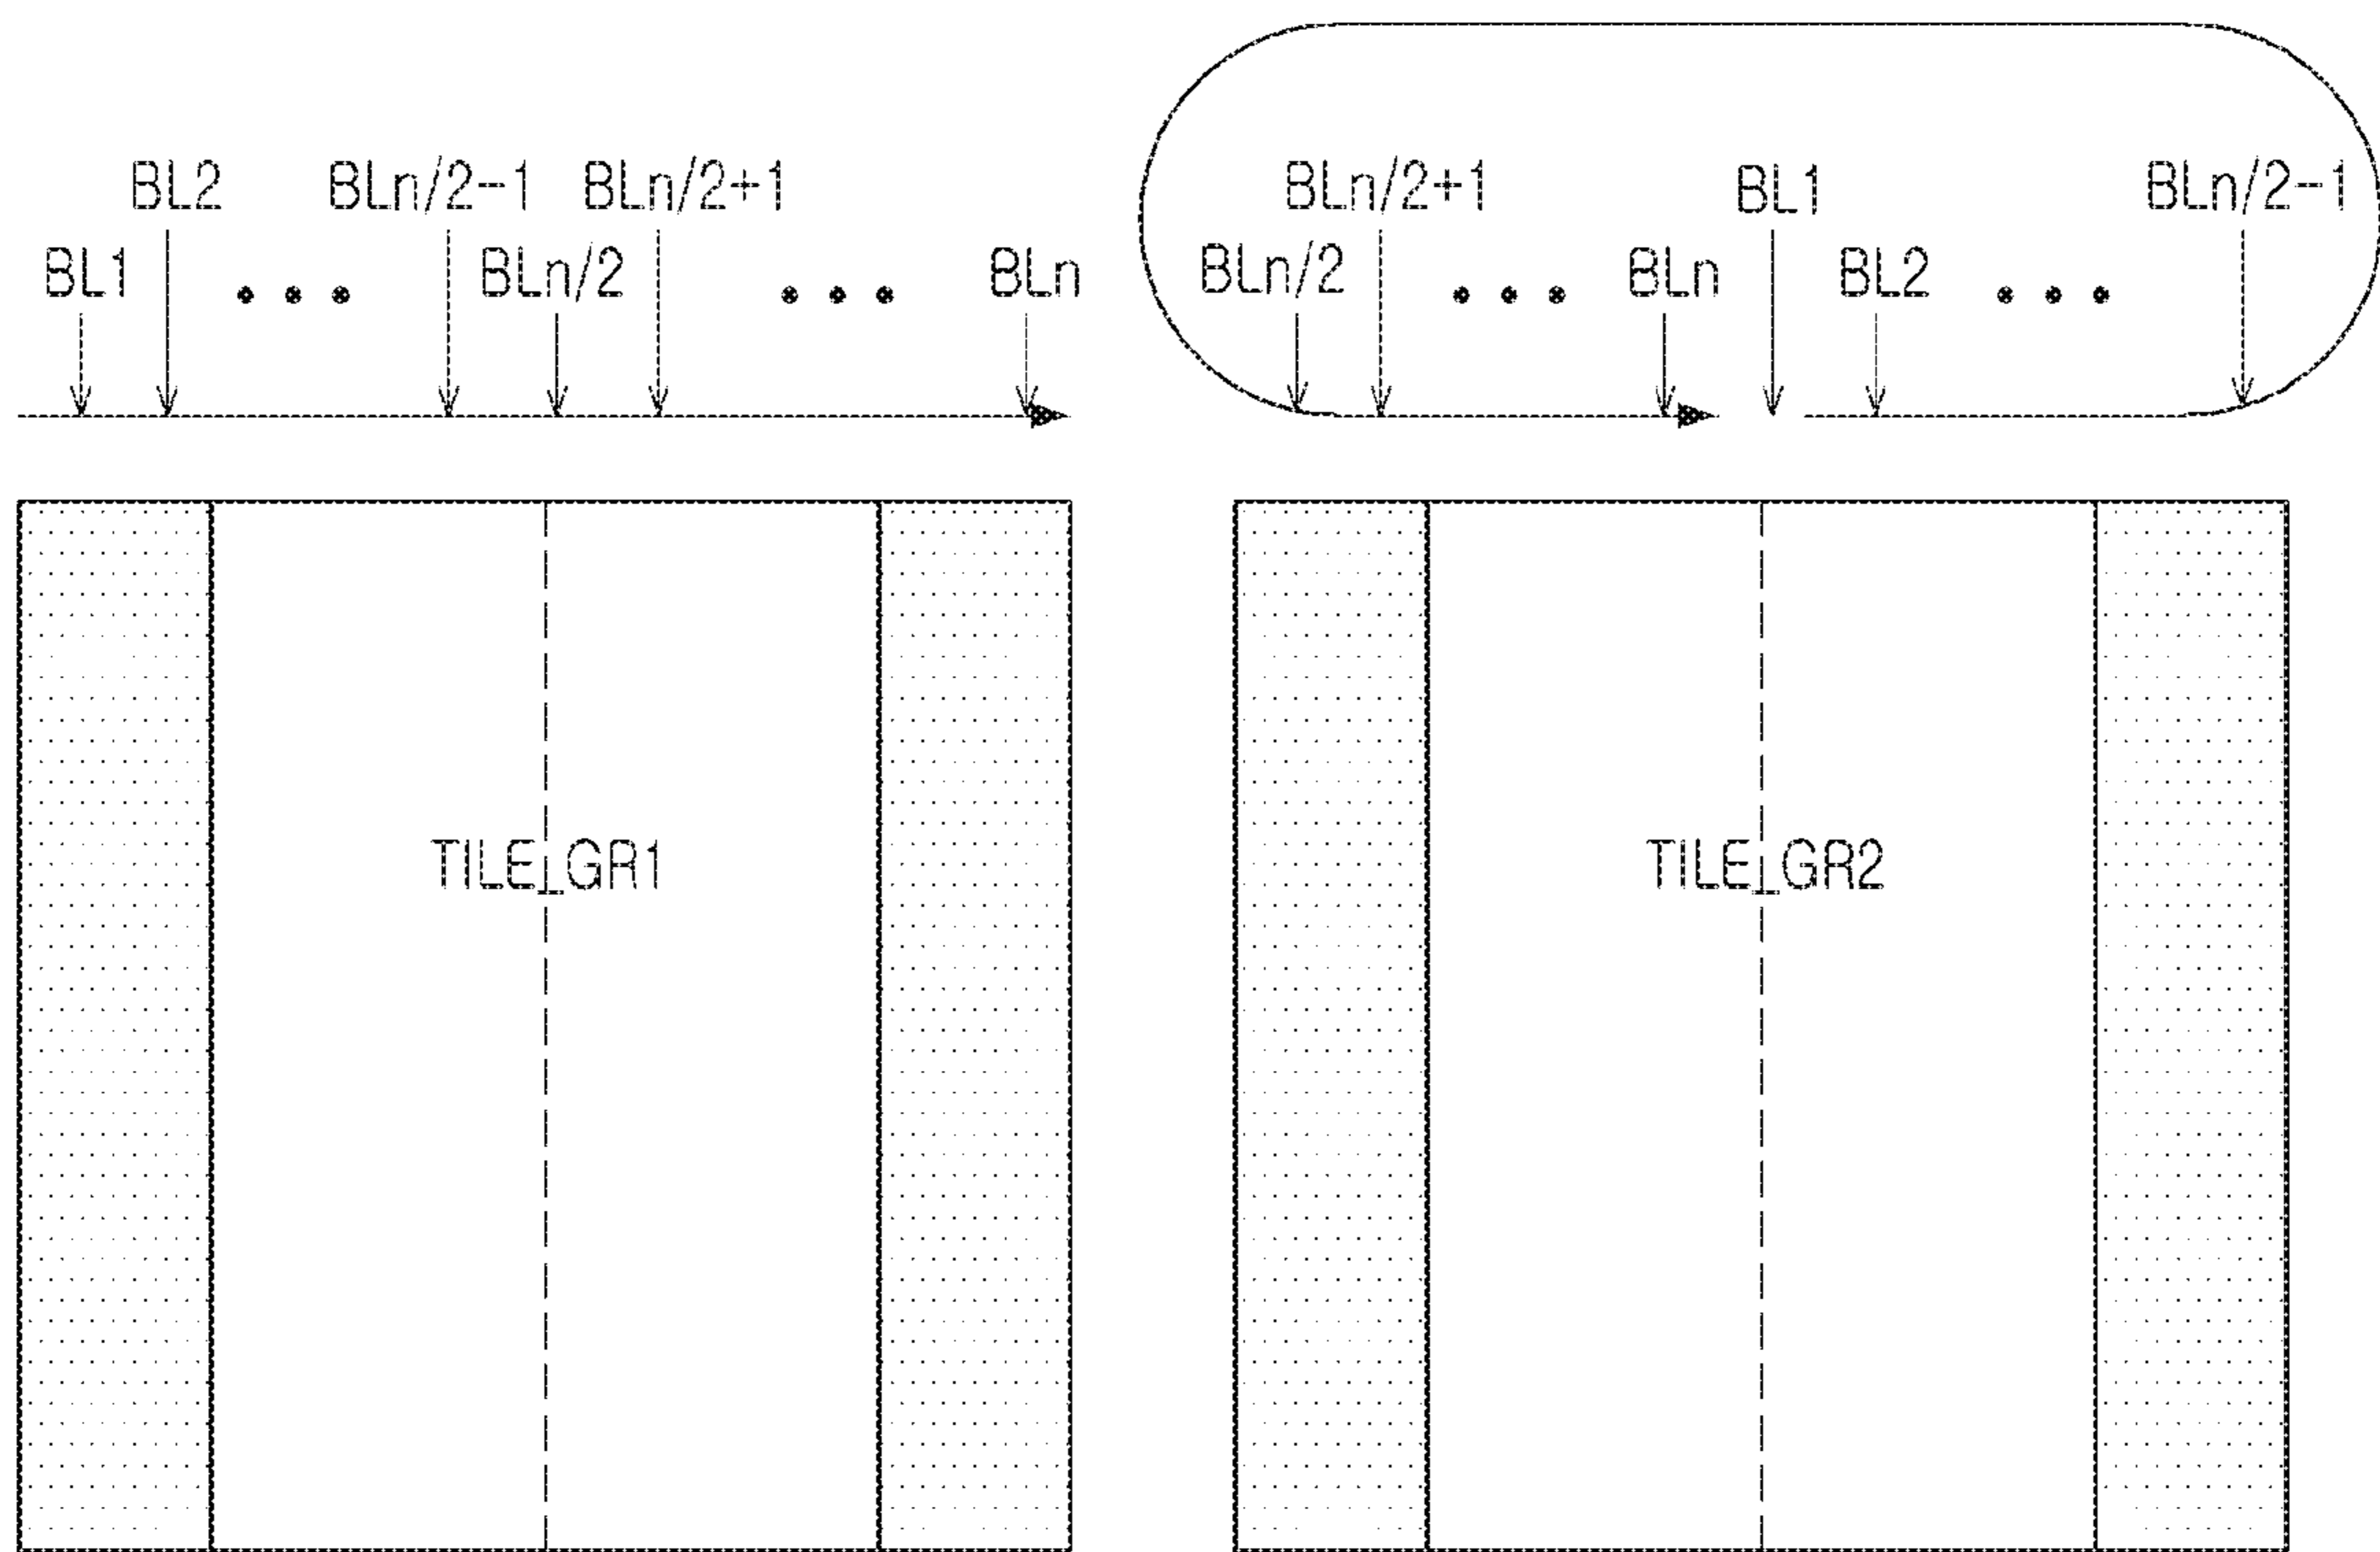 BL2 BLn/2-1 BLn/2+1
BL1 ••• BLn/2 ••• BLn
BLn/2+1 BL1 BLn/2-1
BLn/2 ••• BLn BL2 •••
TILE_GR1
TILE_GR2